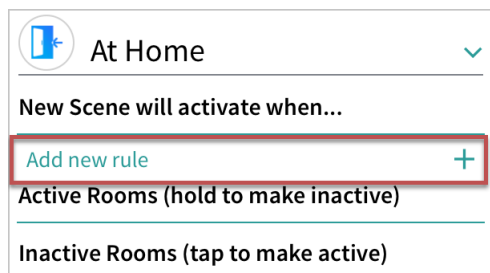 At Home
New Scene will activate when...
Add new rule +
Active Rooms (hold to make inactive)
Inactive Rooms (tap to make active)